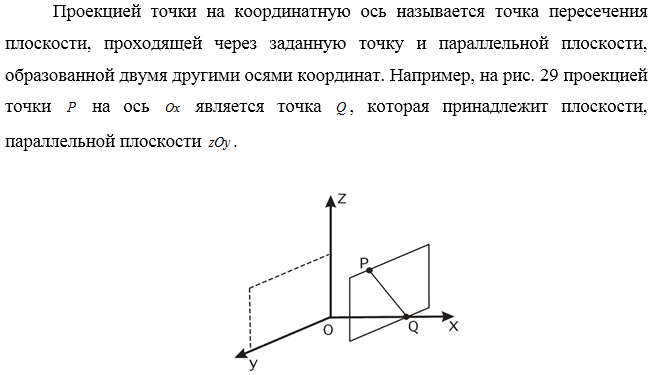 Проекцией точки на координатную ось называется точка пересечения
плоскости, проходящей через заданную точку и параллельной плоскости,
образованной двумя другими осями координат. Например, на рис. 29 проекцией
точки P на ось Ox является точка Q, которая принадлежит плоскости,
параллельной плоскости zOy.
z
P
O
Q
x
y